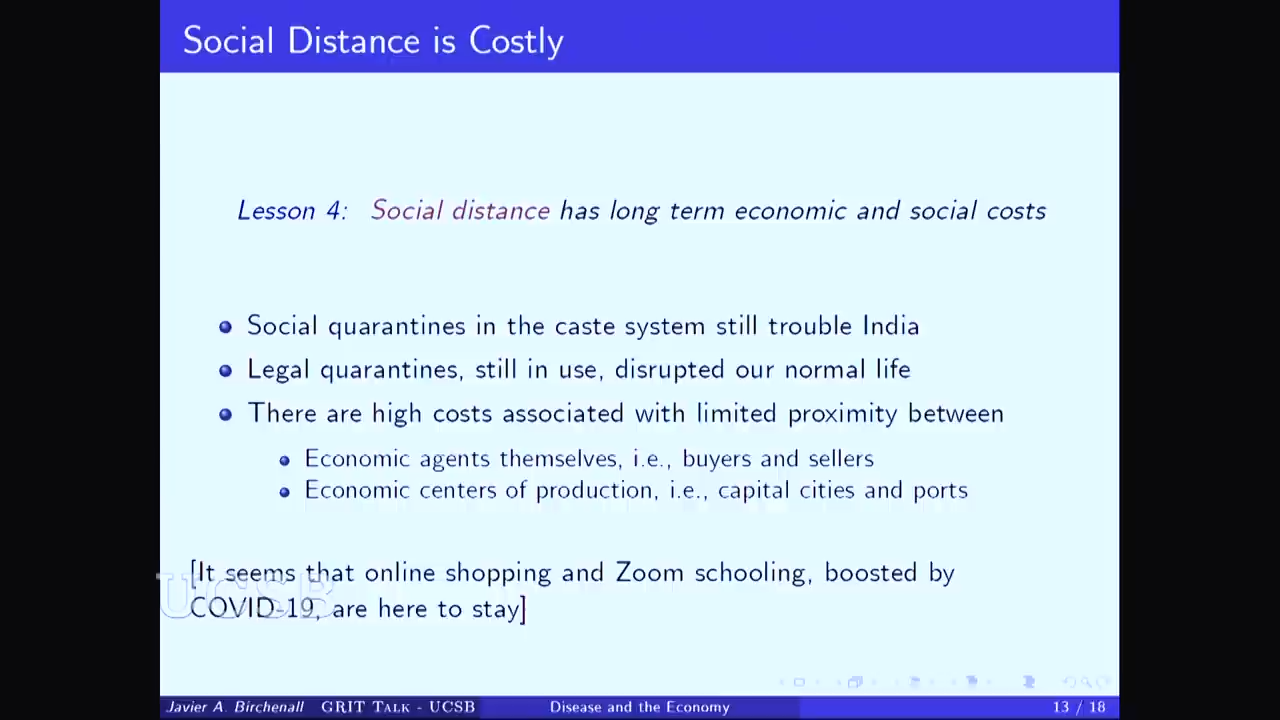 Social Distance is Costly
Lesson 4: Social distance has long term economic and social costs
Social quarantines in the caste system still trouble India
Legal quarantines, still in use, disrupted our normal life
There are high costs associated with limited proximity between
Economic agents themselves, i.e., buyers and sellers
Economic centers of production, i.e., capital cities and ports
[It seems that online shopping and Zoom schooling, boosted by
COVID-19, are here to stay]
UCSB
Javier A. Birchenall GRIT Talk - UCSB Disease and the Economy 13 / 18